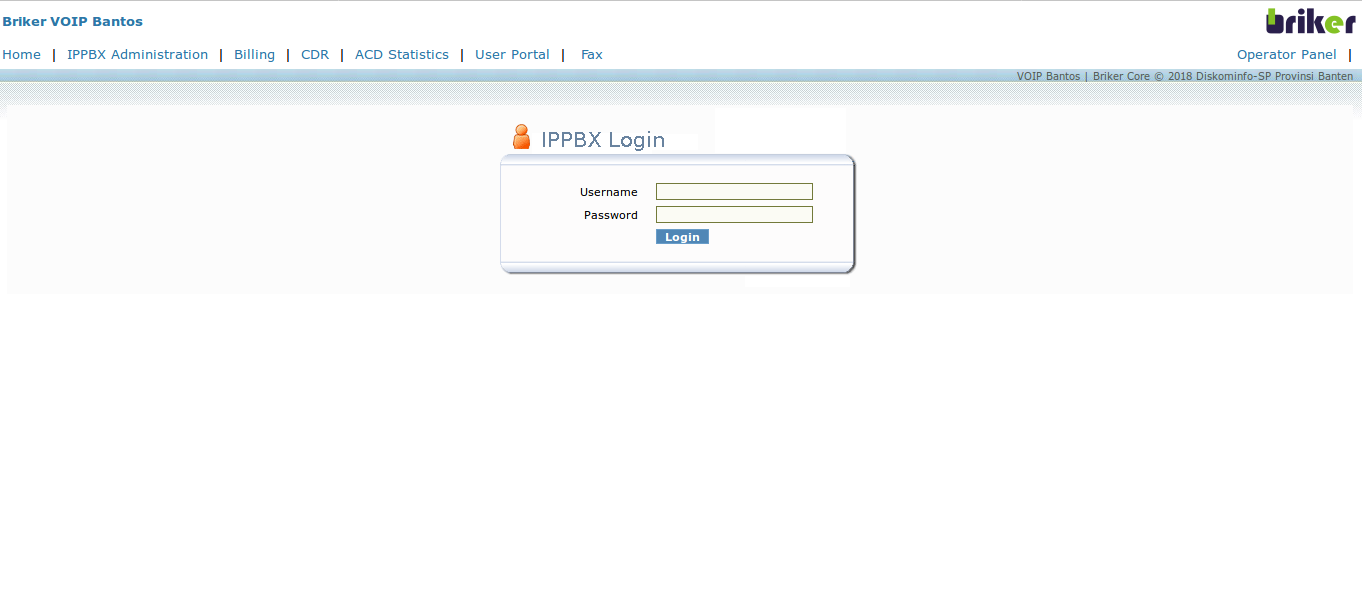 Briker VOIP Bantos
briker
Home | IPPBX Administration | Billing | CDR | ACD Statistics | User Portal | Fax
Operator Panel |
VOIP Bantos | Briker Core © 2018 Diskominfo-SP Provinsi Banten
IPPBX Login
Username
Password
Login